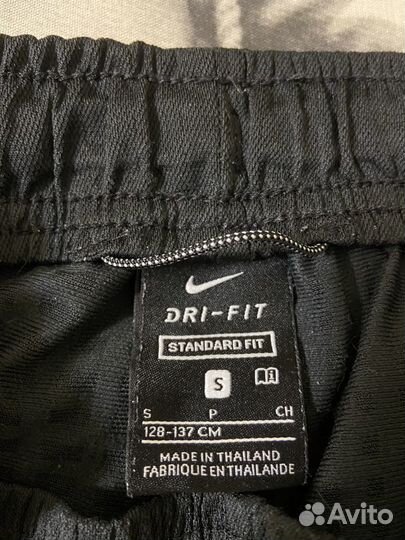 DRI-FIT
STANDARD FIT
S
S P CH
128-137 CM
MADE IN THAILAND
FABRIQUE EN THAILANDE
Avito